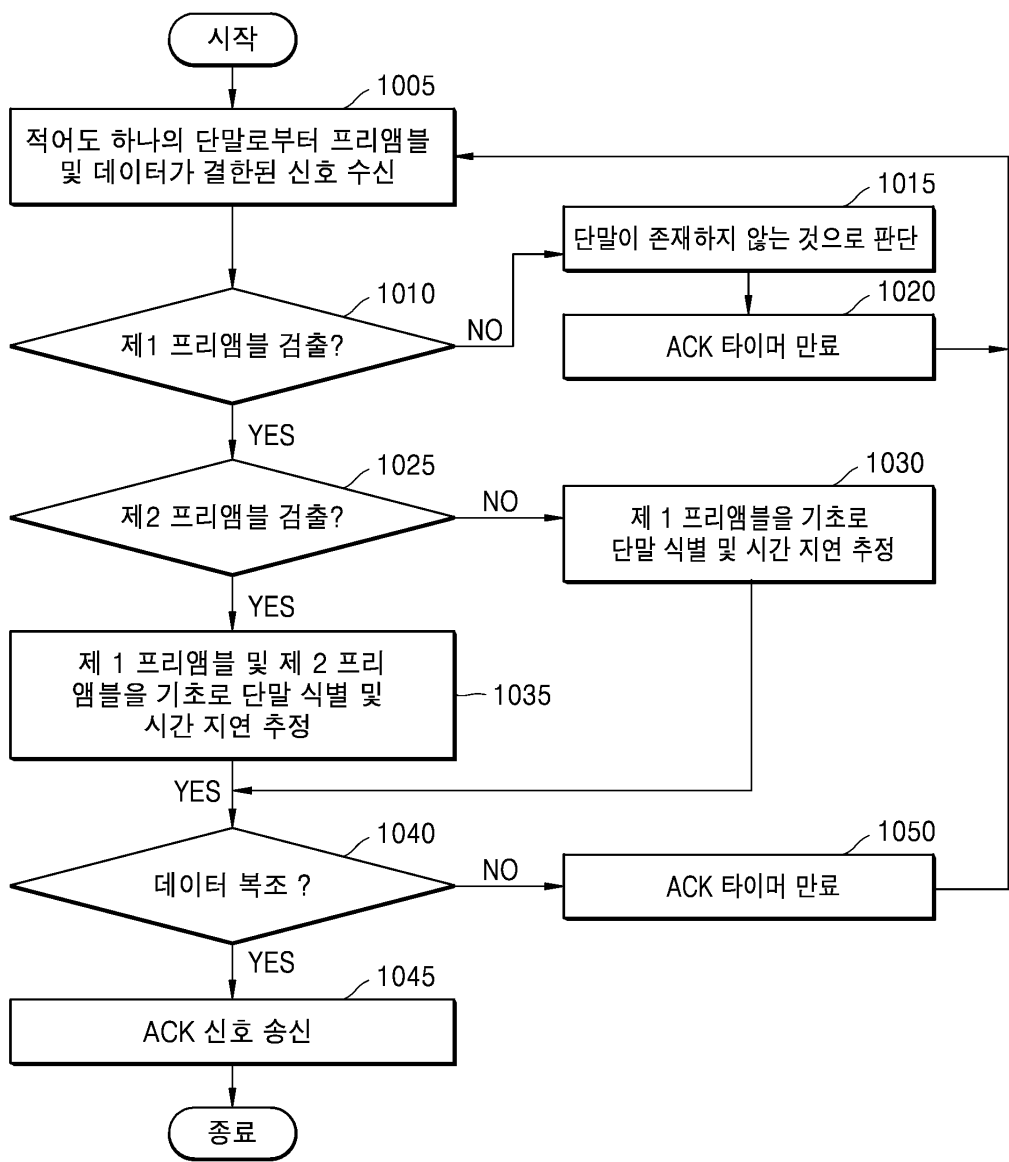 시작
1005
적어도 하나의 단말로부터 프리앰블
및 데이터가 결합된 신호 수신
1015
단말이 존재하지 않는 것으로 판단
1010
제1 프리앰블 검출?
NO
1020
ACK 타이머 만료
YES
1025
제2 프리앰블 검출?
NO
1030
제 1 프리앰블을 기초로
단말 식별 및 시간 지연 추정
YES
제 1 프리앰블 및 제 2 프리
앰블을 기초로 단말 식별 및
시간 지연 추정
1035
YES
1040
데이터 복조 ?
NO
1050
ACK 타이머 만료
YES
1045
ACK 신호 송신
종료